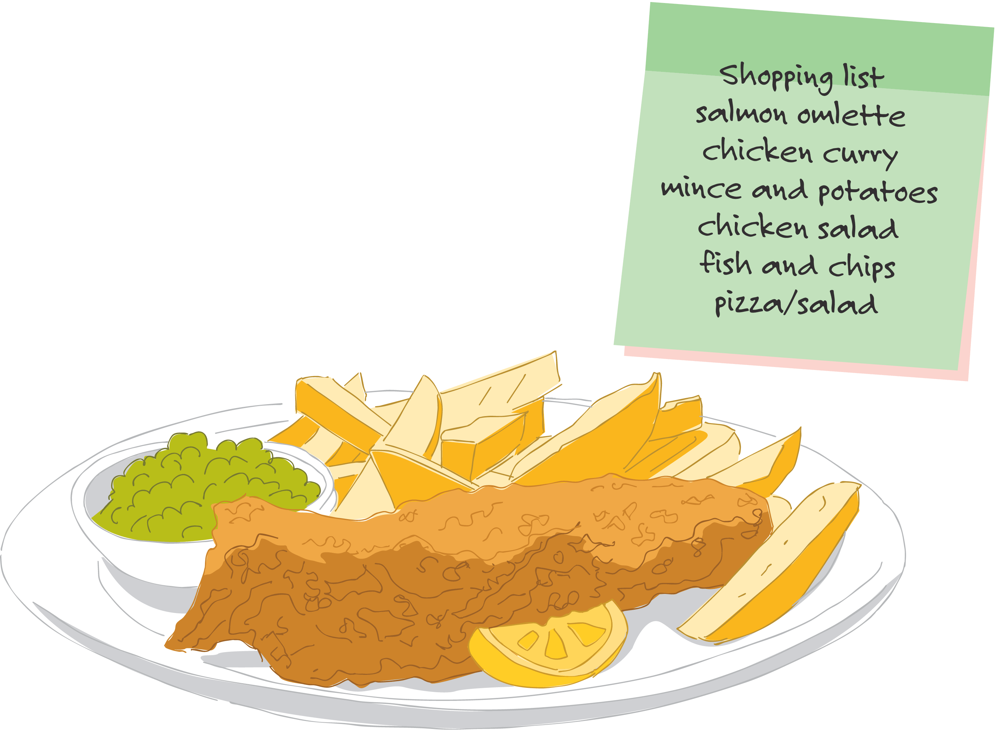 Shopping list
salmon omlette
chicken curry
mince and potatoes
chicken salad
fish and chips
pizza/salad